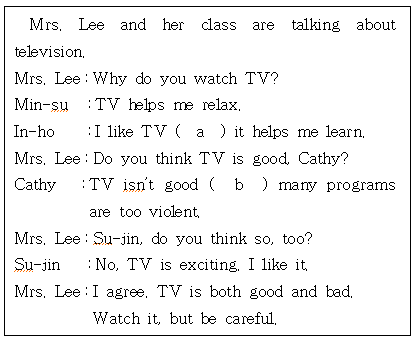 Mrs. Lee and her class are talking about
television.
Mrs. Lee : Why do you watch TV?
Min-su : TV helps me relax.
In-ho : I like TV ( a ) it helps me learn.
Mrs. Lee : Do you think TV is good, Cathy?
Cathy : TV isn't good ( b ) many programs
are too violent.
Mrs. Lee : Su-jin, do you think so, too?
Su-jin : No, TV is exciting. I like it.
Mrs. Lee : I agree. TV is both good and bad.
Watch it, but be careful.